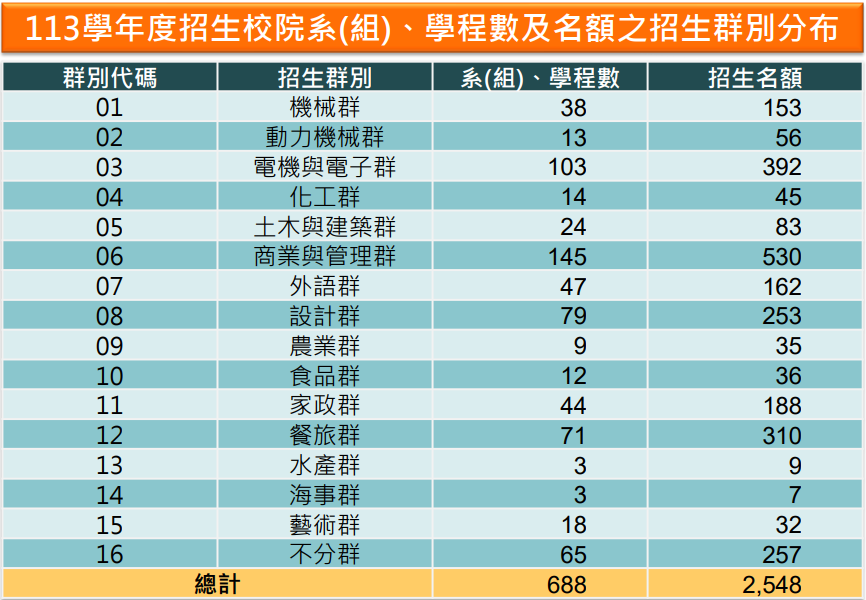 113學年度招生校院系(組)、學程數及名額之招生群別分布
群別代碼 招生群別 系(組)、學程數 招生名額
01 機械群 38 153
02 動力機械群 13 56
03 電機與電子群 103 392
04 化工群 14 45
05 土木與建築群 24 83
06 商業與管理群 145 530
07 外語群 47 162
08 設計群 79 253
09 農業群 9 35
10 食品群 12 36
11 家政群 44 188
12 餐旅群 71 310
13 水產群 3 9
14 海事群 3 7
15 藝術群 18 32
16 不分群 65 257
總計 688 2,548